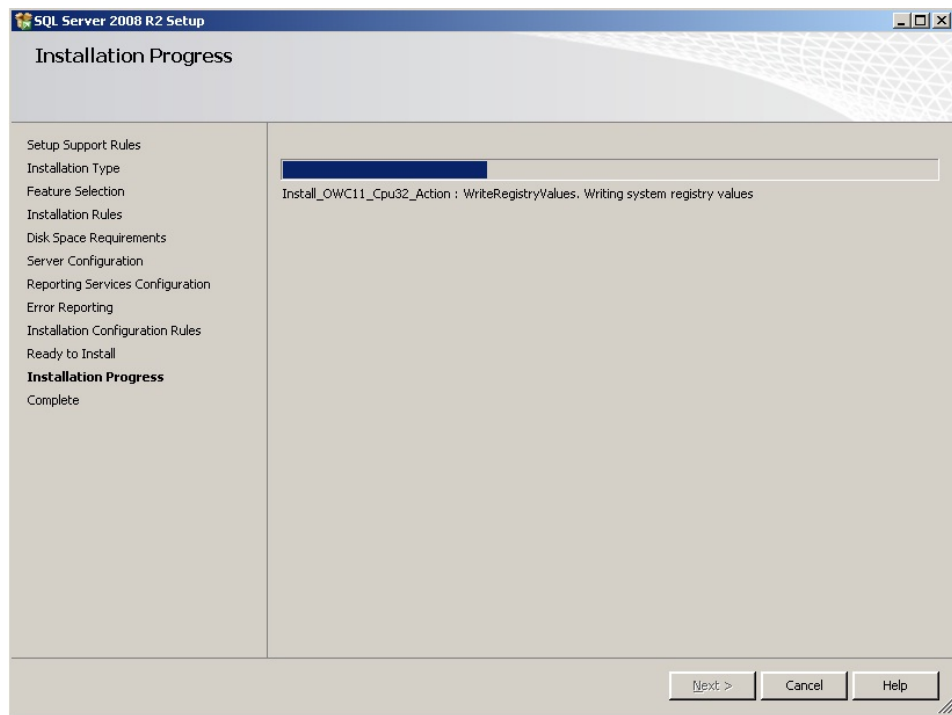 SQL Server 2008 R2 Setup
Installation Progress
Setup Support Rules
Installation Type
Feature Selection
Installation Rules
Disk Space Requirements
Server Configuration
Reporting Services Configuration
Error Reporting
Installation Configuration Rules
Ready to Install
Installation Progress
Complete
Install_OWC11_Cpu32_Action : WriteRegistryValues. Writing system registry values
Next >
Cancel
Help